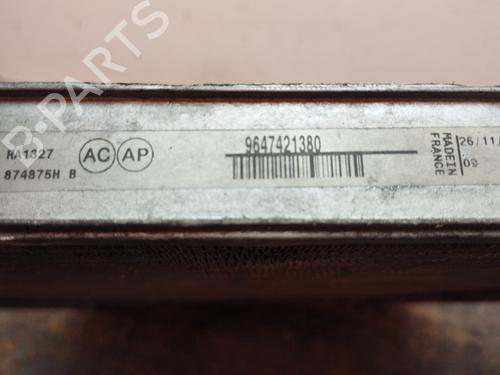 B-PARTS
RA1327
874875H B
AC AP
9647421380
MADE IN
FRANCE
26/11/
09